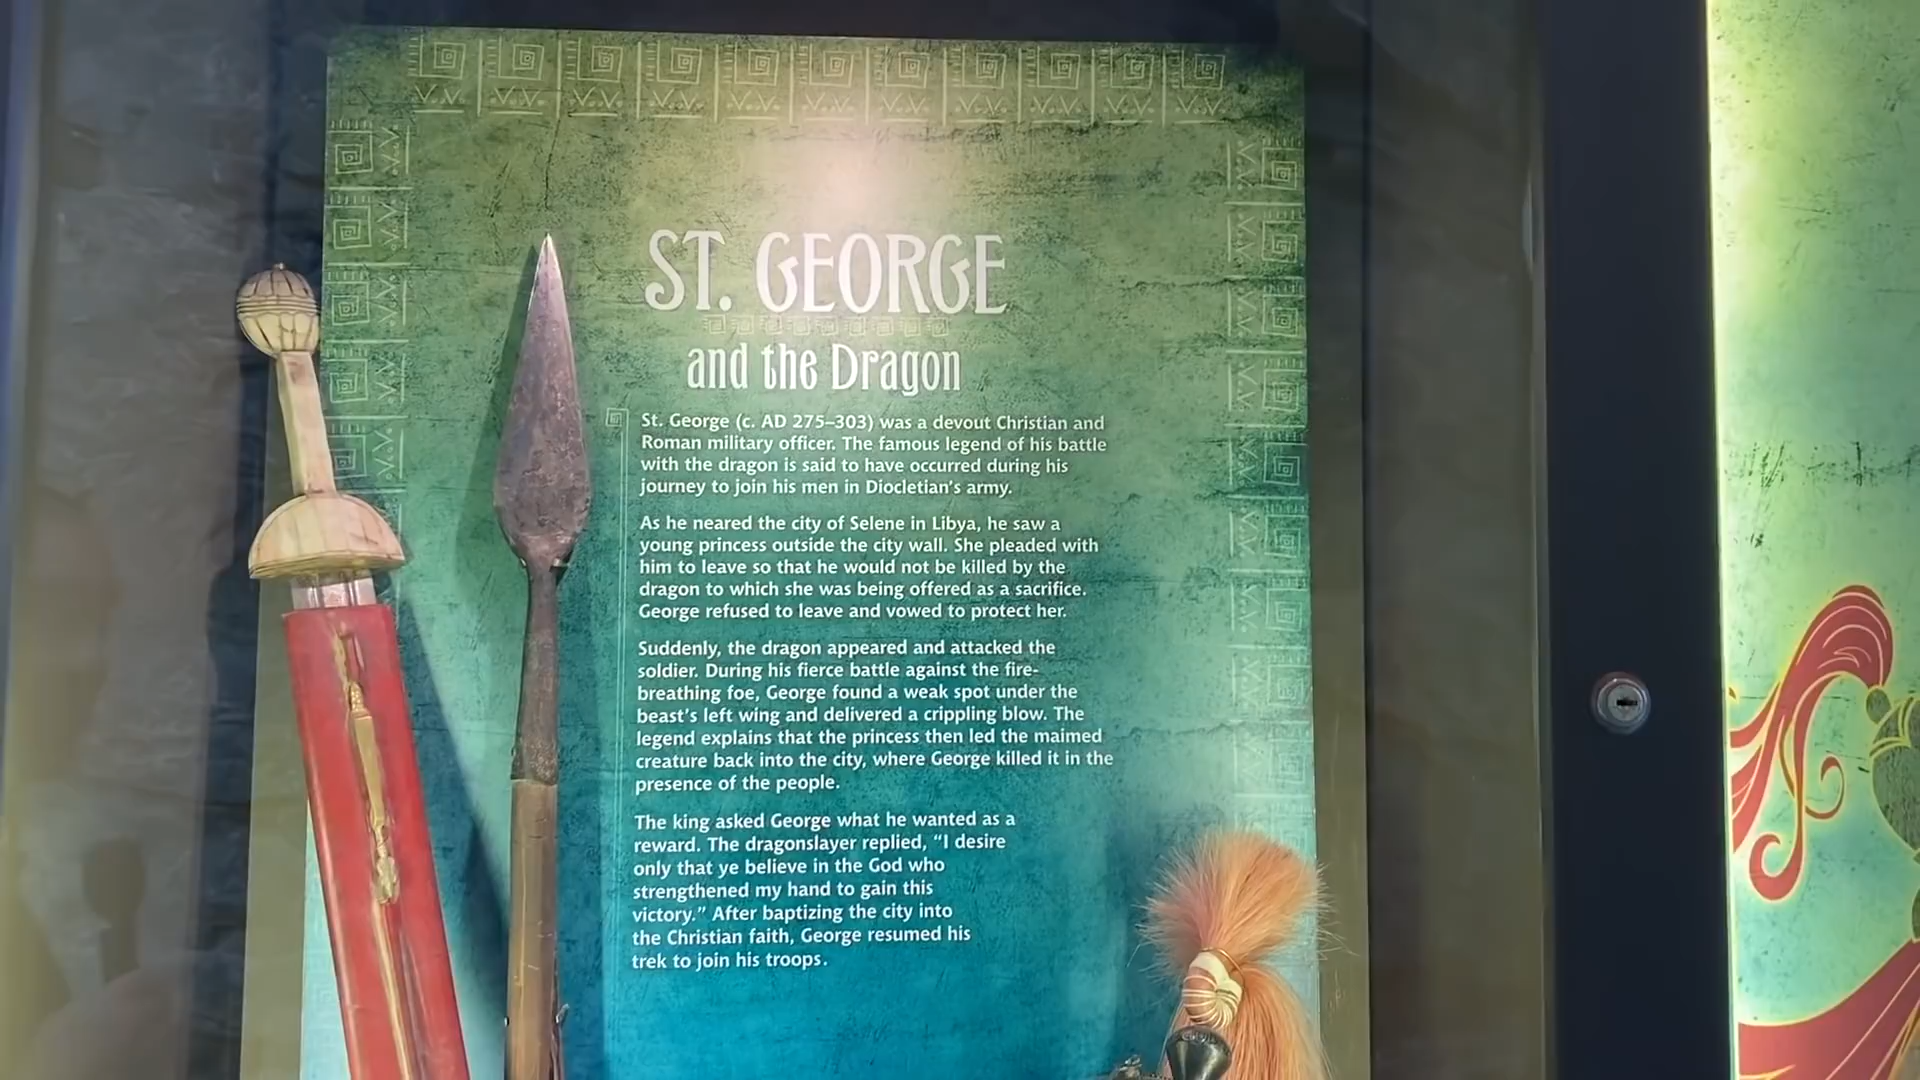 ST. GEORGE
and the Dragon
St. George (c. AD 275–303) was a devout Christian and
Roman military officer. The famous legend of his battle
with the dragon is said to have occurred during his
journey to join his men in Diocletian's army.
As he neared the city of Selene in Libya, he saw a
young princess outside the city wall. She pleaded with
him to leave so that he would not be killed by the
dragon to which she was being offered as a sacrifice.
George refused to leave and vowed to protect her.
Suddenly, the dragon appeared and attacked the
soldier. During his fierce battle against the fire-
breathing foe, George found a weak spot under the
beast's left wing and delivered a crippling blow. The
legend explains that the princess then led the maimed
creature back into the city, where George killed it in the
presence of the people.
The king asked George what he wanted as a
reward. The dragonslayer replied, "I desire
only that ye believe in the God who
strengthened my hand to gain this
victory." After baptizing the city into
the Christian faith, George resumed his
trek to join his troops.